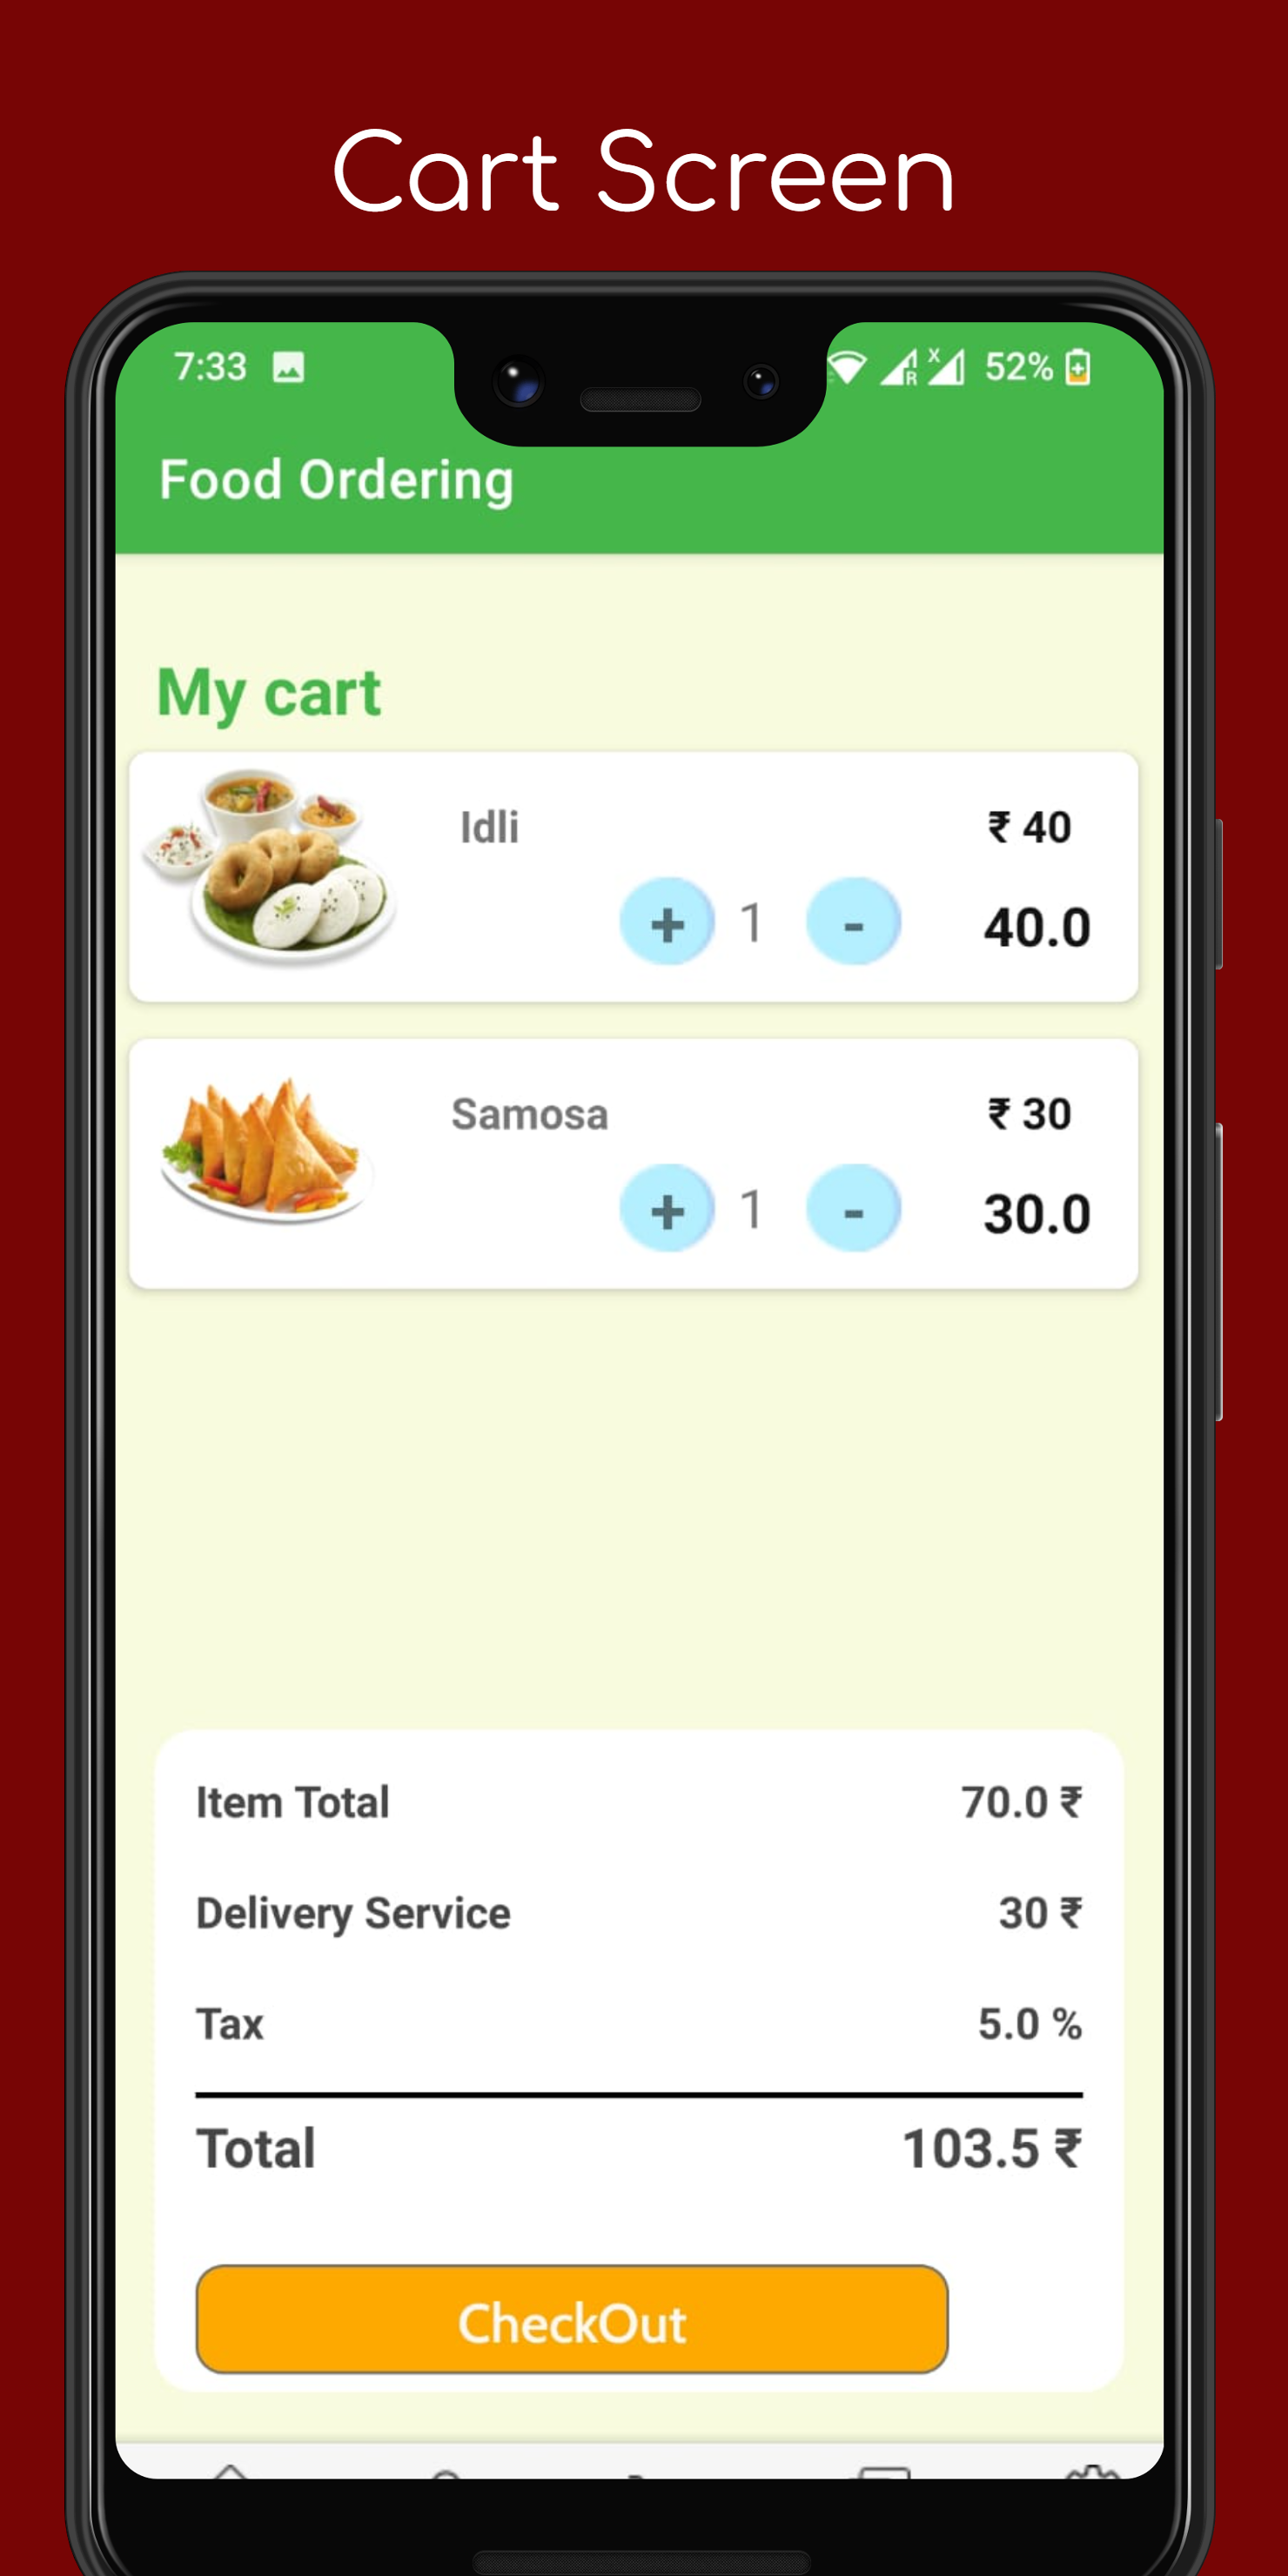 Cart Screen
7:33 R X 52%
Food Ordering
My cart
Idli ₹ 40
+ 1 - 40.0
Samosa ₹ 30
+ 1 - 30.0
Item Total 70.0 ₹
Delivery Service 30 ₹
Tax 5.0 %
Total 103.5 ₹
CheckOut